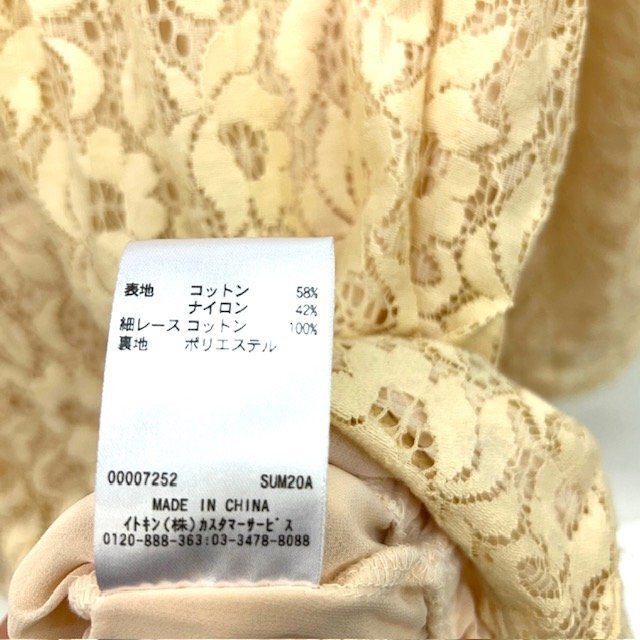 表地 コットン 58%
ナイロン 42%
細レース コットン 100%
裏地 ポリエステル
00007252 SUM20A
MADE IN CHINA
イトキン(株)カスタマーサービス
0120-888-363:03-3478-8088